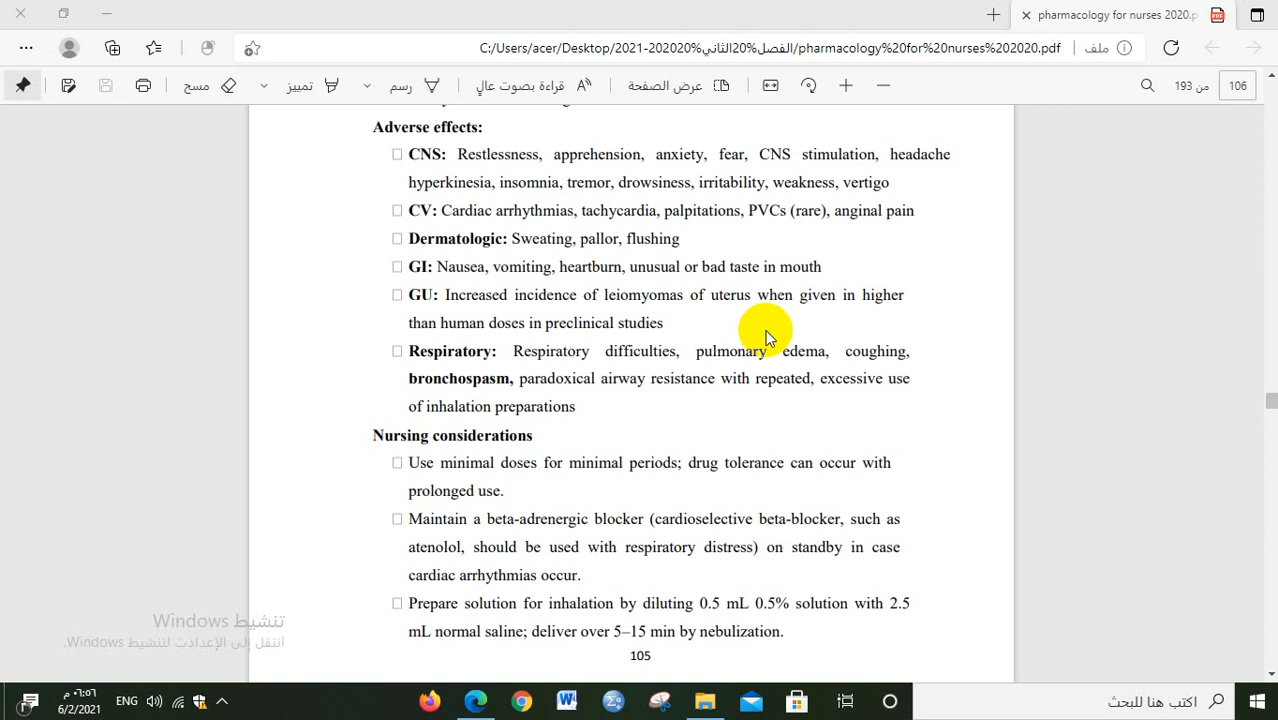 pharmacology for nurses 2020.p
ملف C:/Users/acer/Desktop/2021-202020%الفصل%20الثاني/pharmacology%20for%20nurses%202020.pdf
106 من 193 عرض الصفحة قراءة بصوت عالٍ رسم تمييز مسح
Adverse effects:
CNS: Restlessness, apprehension, anxiety, fear, CNS stimulation, headache
hyperkinesia, insomnia, tremor, drowsiness, irritability, weakness, vertigo
CV: Cardiac arrhythmias, tachycardia, palpitations, PVCs (rare), anginal pain
Dermatologic: Sweating, pallor, flushing
GI: Nausea, vomiting, heartburn, unusual or bad taste in mouth
GU: Increased incidence of leiomyomas of uterus when given in higher
than human doses in preclinical studies
Respiratory: Respiratory difficulties, pulmonary edema, coughing,
bronchospasm, paradoxical airway resistance with repeated, excessive use
of inhalation preparations
Nursing considerations
Use minimal doses for minimal periods; drug tolerance can occur with
prolonged use.
Maintain a beta-adrenergic blocker (cardioselective beta-blocker, such as
atenolol, should be used with respiratory distress) on standby in case
cardiac arrhythmias occur.
Prepare solution for inhalation by diluting 0.5 mL 0.5% solution with 2.5
mL normal saline; deliver over 5–15 min by nebulization.
105
تنشيط Windows
انتقل إلى الإعدادات لتنشيط Windows.
اكتب هنا للبحث
ENG
٠٦:٥٦ م
6/2/2021